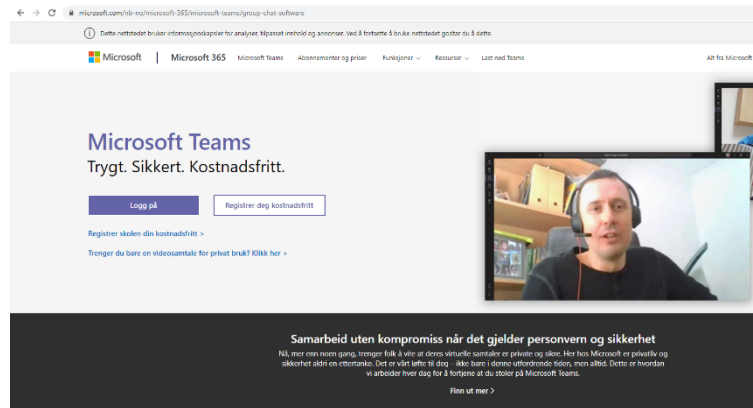 microsoft.com/nb-no/microsoft-365/microsoft-teams/group-chat-software
Dette nettstedet bruker informasjonskapsler for analyser, tilpasset innhold og annonser. Ved å fortsette å bruke nettstedet godtar du å dette.
Microsoft | Microsoft 365 Microsoft Teams Abonnementer og priser Funksjoner Ressurser Last ned Teams Alt fra Microsoft
Microsoft Teams
Trygt. Sikkert. Kostnadsfritt.
Logg på Registrer deg kostnadsfritt
Registrer skolen din kostnadsfritt >
Trenger du bare en videosamtale for privat bruk? Klikk her >
Samarbeid uten kompromiss når det gjelder personvern og sikkerhet
Nå, mer enn noen gang, trenger folk å vite at deres virtuelle samtaler er private og sikre. Her hos Microsoft er privatliv og
sikkerhet aldri en ettertanke. Det er vårt løfte til deg – ikke bare i denne utfordrende tiden, men alltid. Dette er hvordan
vi arbeider hver dag for å fortjene at du stoler på Microsoft Teams.
Finn ut mer >